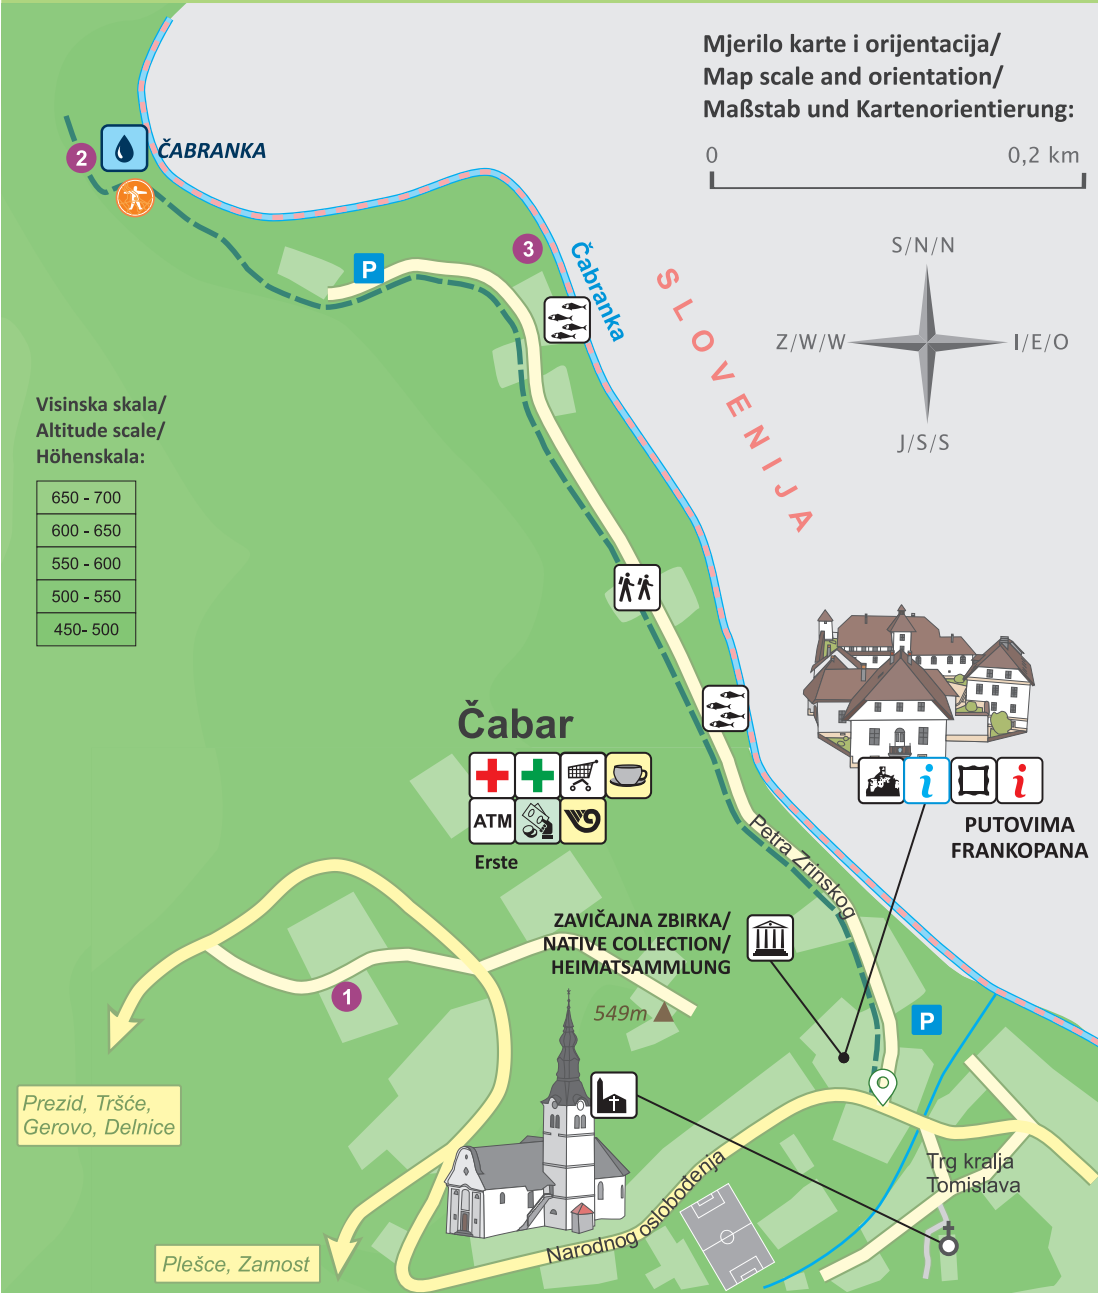 Mjerilo karte i orijentacija/
Map scale and orientation/
Maßstab und Kartenorientierung:
0
0,2 km
S/N/N
Z/W/W
I/E/O
J/S/S
2
ČABRANKA
3
P
Čabranka
SLOVENIJA
Visinska skala/
Altitude scale/
Höhenskala:
650 - 700
600 - 650
550 - 600
500 - 550
450- 500
Čabar
ATM
Erste
i
i
PUTOVIMA
FRANKOPANA
Petra Zrinskog
ZAVIČAJNA ZBIRKA/
NATIVE COLLECTION/
HEIMATSAMMLUNG
1
549m
P
Prezid, Tršće,
Gerovo, Delnice
Trg kralja
Tomislava
Narodnog oslobođenja
Plešce, Zamost